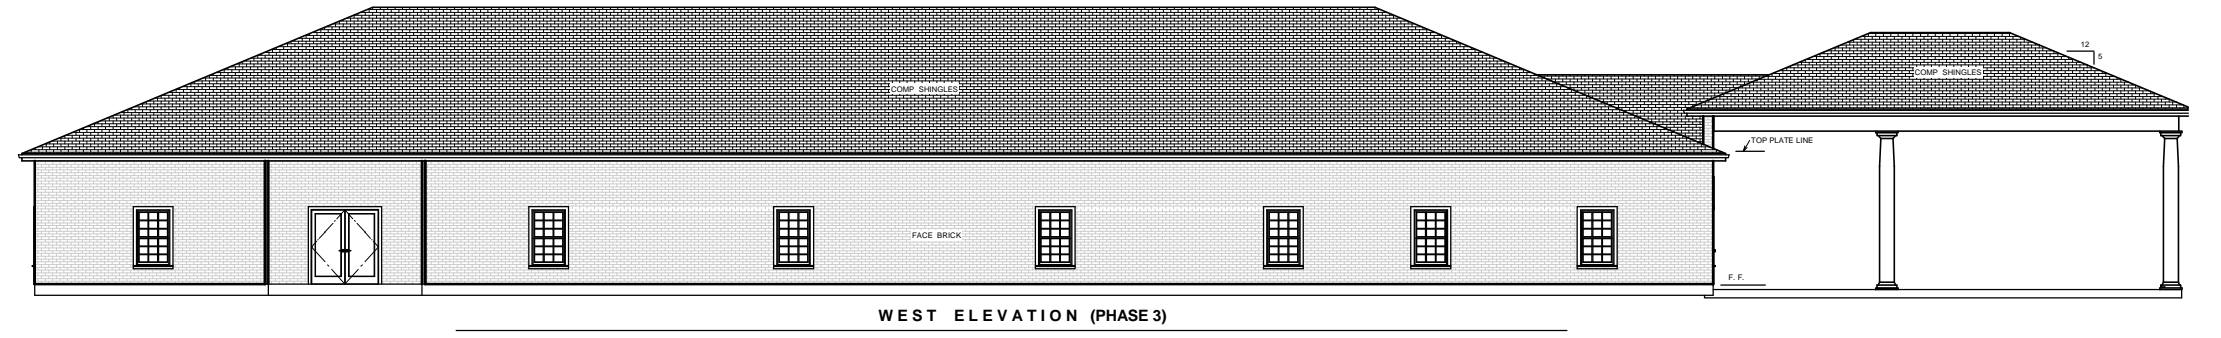 12
5
COMP SHINGLES
COMP SHINGLES
TOP PLATE LINE
FACE BRICK
F. F.
WEST ELEVATION (PHASE 3)